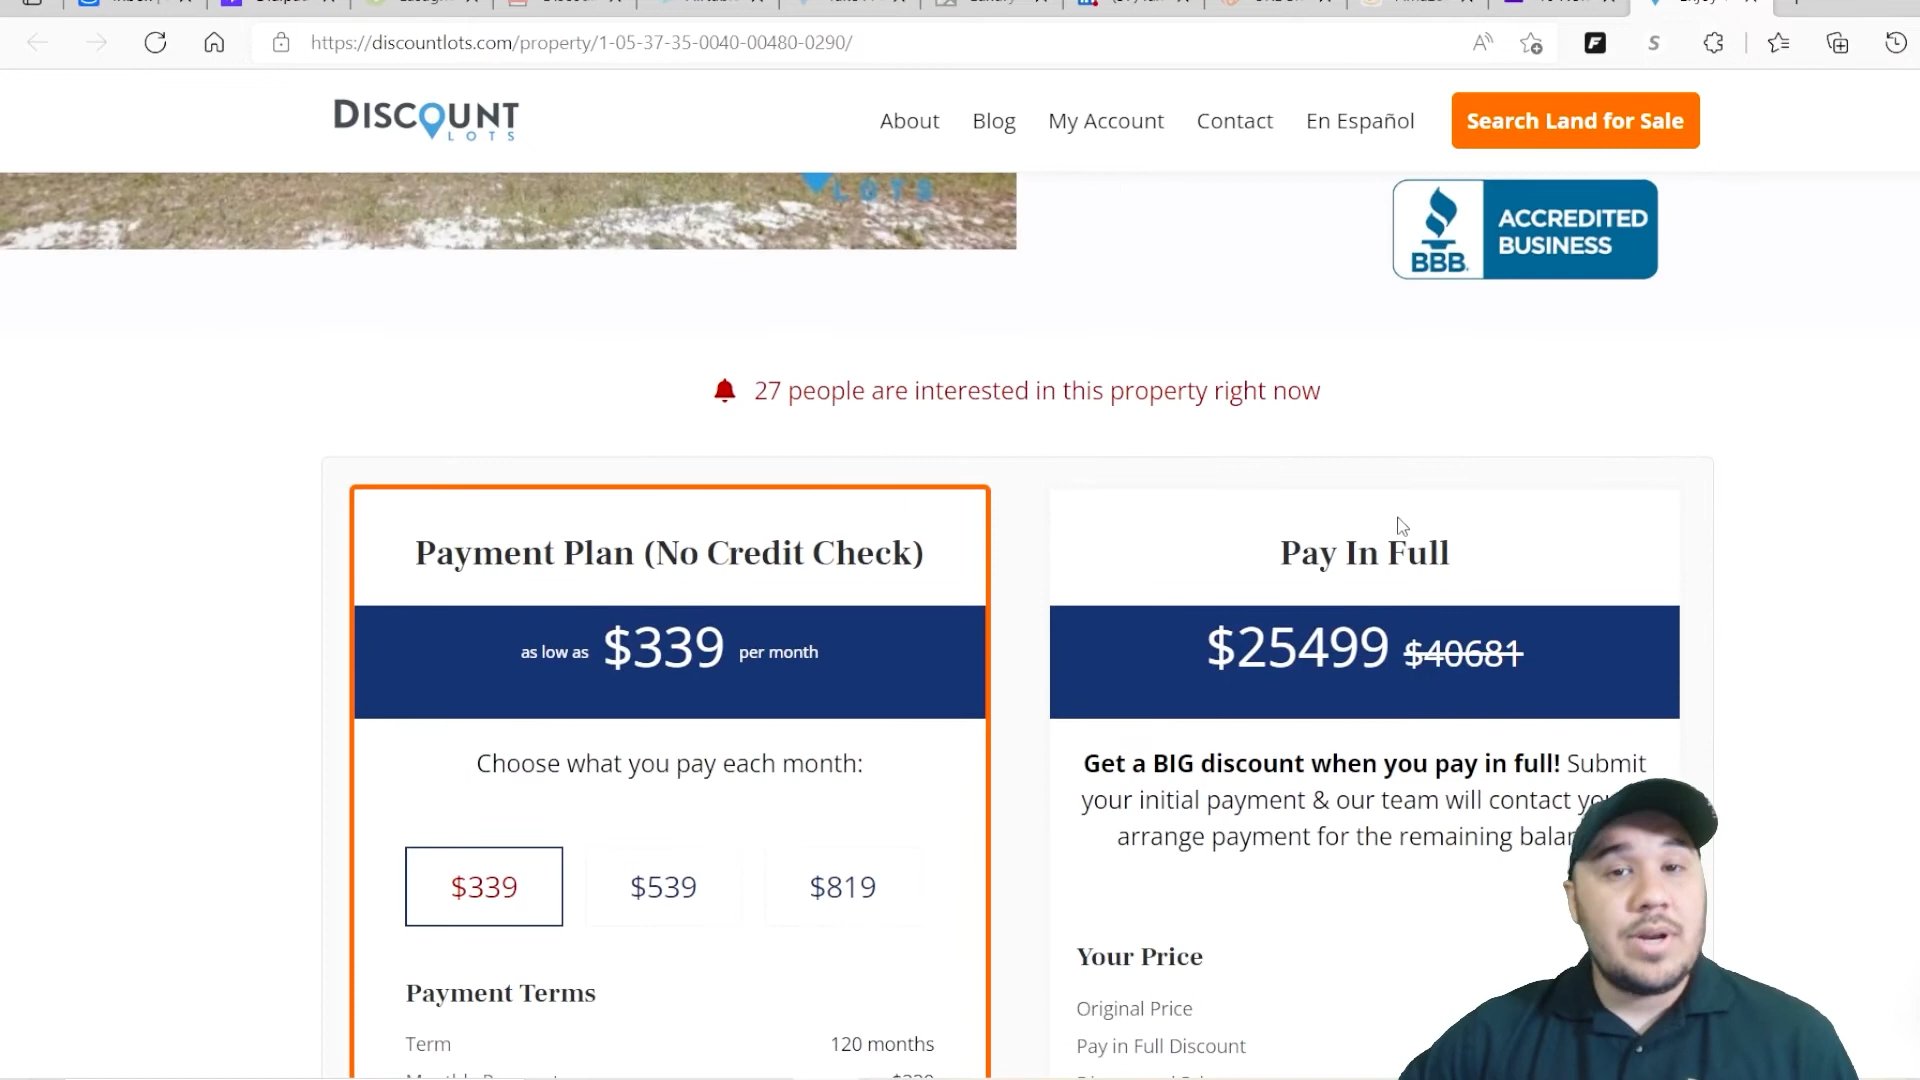 https://discountlots.com/property/1-05-37-35-0040-00480-0290/
DISCOUNT
LOTS
About
Blog
My Account
Contact
En Español
Search Land for Sale
LOTS
BBB.
ACCREDITED
BUSINESS
27 people are interested in this property right now
Payment Plan (No Credit Check)
as low as $339 per month
Choose what you pay each month:
$339
$539
$819
Payment Terms
Term 120 months
Pay In Full
$25499 $40681
Get a BIG discount when you pay in full! Submit
your initial payment & our team will contact
arrange payment for the remaining
Your Price
Original Price
Pay in Full Discount